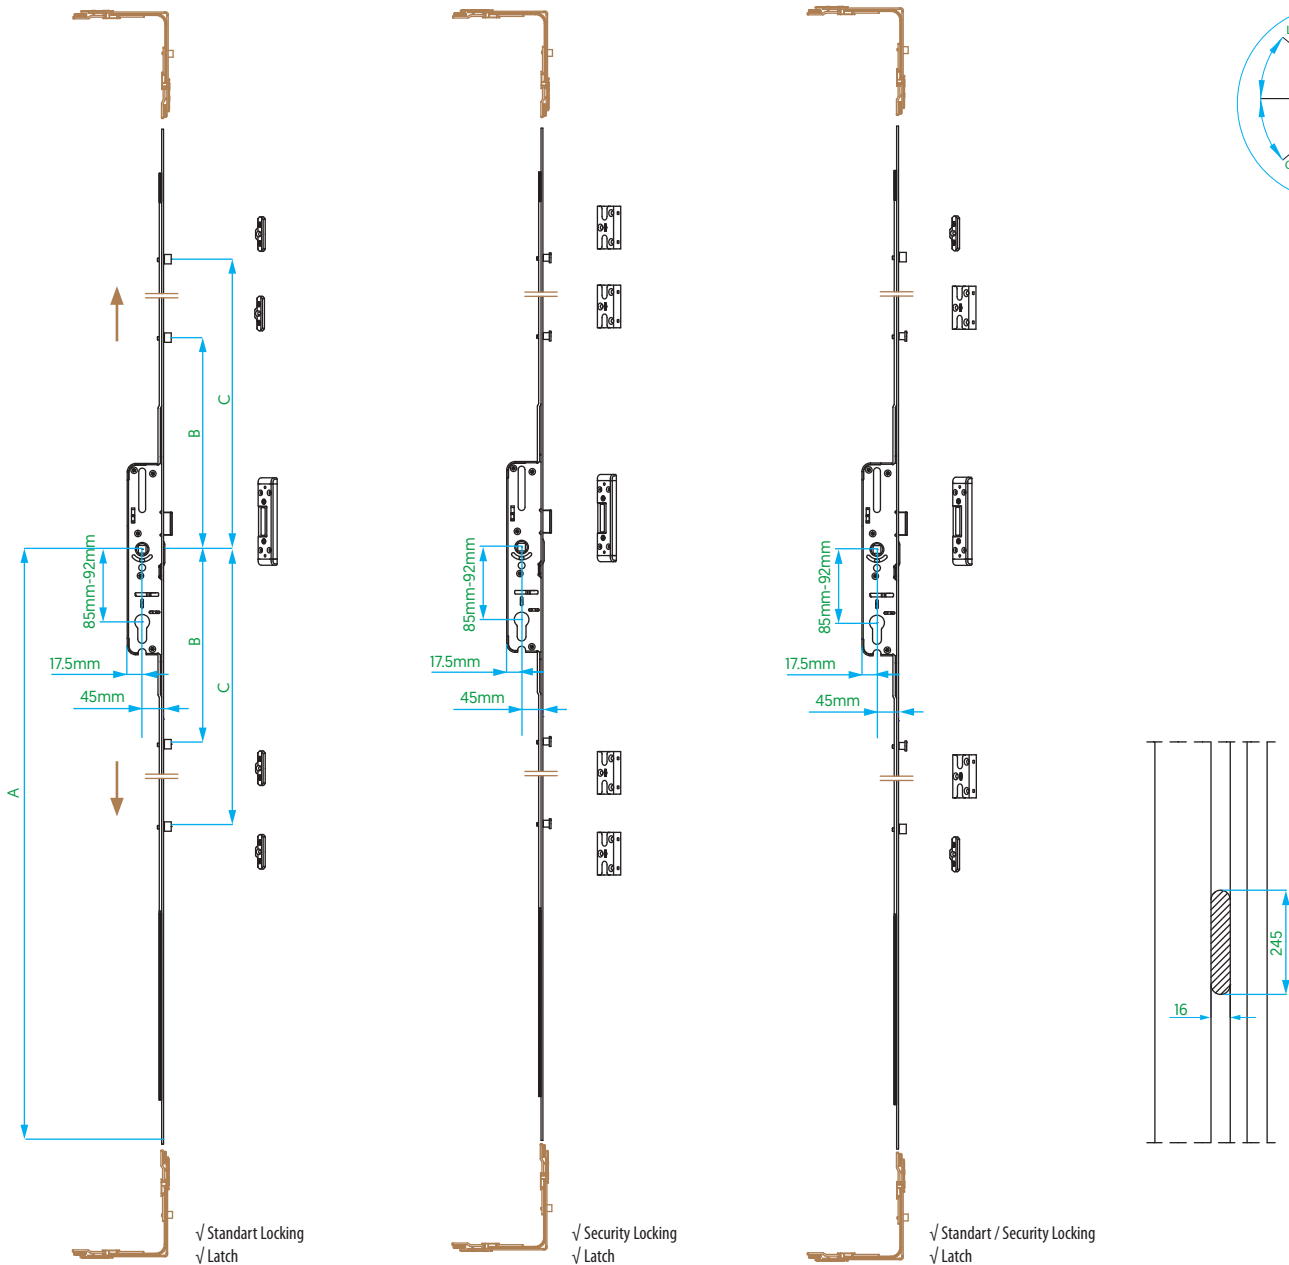 C
B
85mm-92mm
17.5mm
45mm
B
C
A
85mm-92mm
17.5mm
45mm
85mm-92mm
17.5mm
45mm
245
16
√ Standart Locking
√ Latch
√ Security Locking
√ Latch
√ Standart / Security Locking
√ Latch